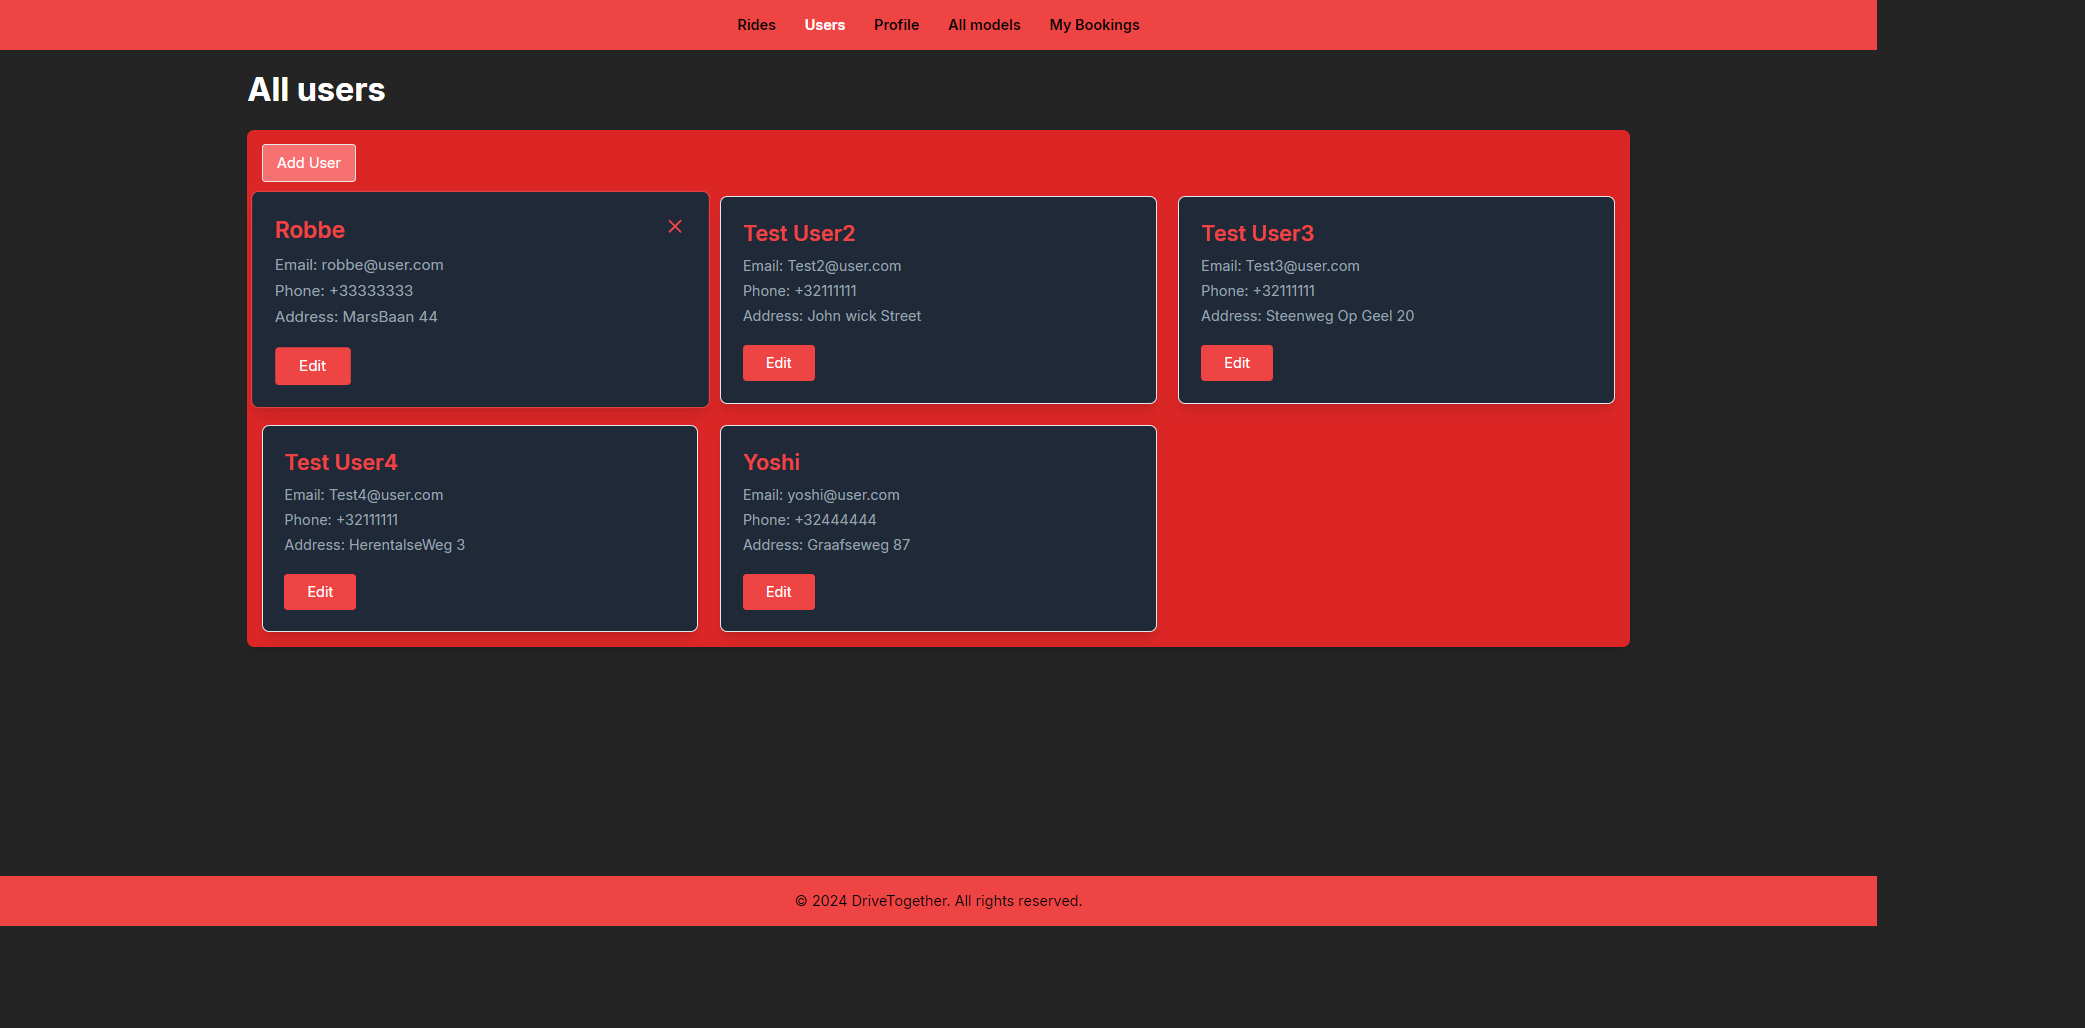 Rides Users Profile All models My Bookings
All users
Add User
Robbe
Email: robbe@user.com
Phone: +33333333
Address: MarsBaan 44
Edit
Test User2
Email: Test2@user.com
Phone: +32111111
Address: John wick Street
Edit
Test User3
Email: Test3@user.com
Phone: +32111111
Address: Steenweg Op Geel 20
Edit
Test User4
Email: Test4@user.com
Phone: +32111111
Address: HerentalseWeg 3
Edit
Yoshi
Email: yoshi@user.com
Phone: +32444444
Address: Graafseweg 87
Edit
© 2024 DriveTogether. All rights reserved.